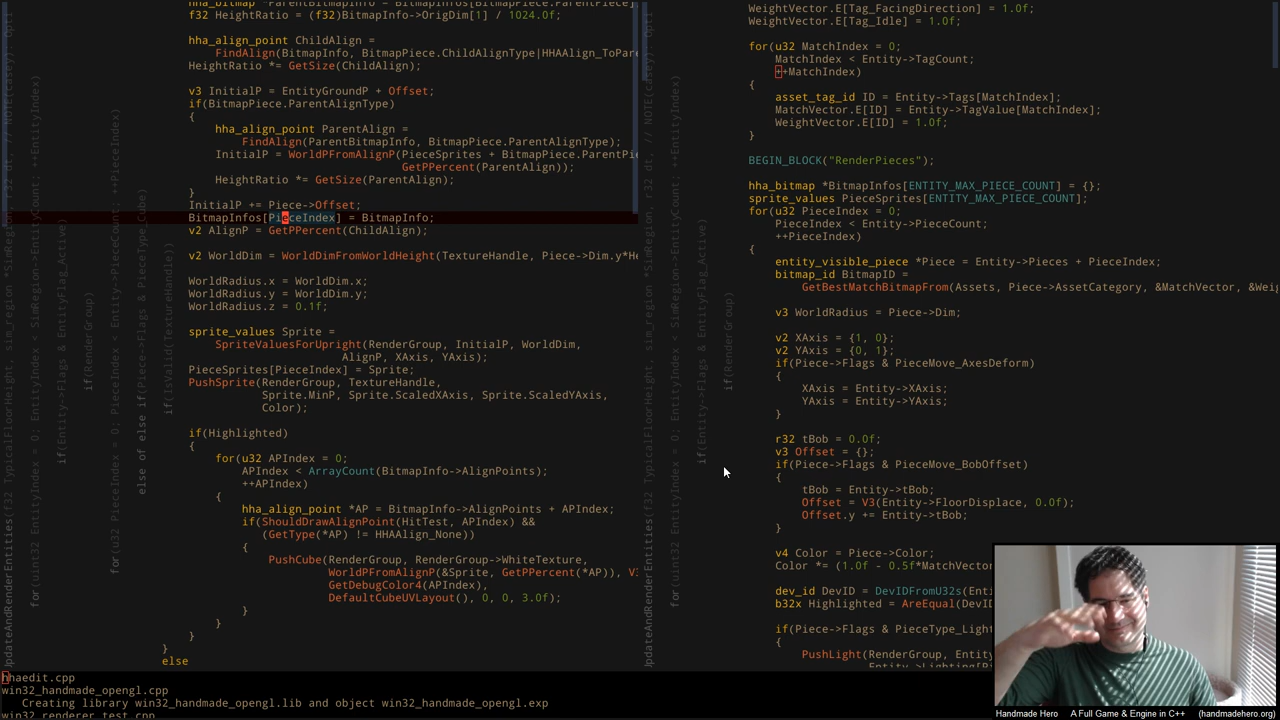 f32 HeightRatio = (f32)BitmapInfo->OrigDim[1] / 1024.0f;
hha_align_point ChildAlign =
FindAlign(BitmapInfo, BitmapPiece.ChildAlignType|HHAAlign_ToPare
HeightRatio *= GetSize(ChildAlign);
v3 InitialP = EntityGroundP + Offset;
if(BitmapPiece.ParentAlignType)
{
hha_align_point ParentAlign =
FindAlign(ParentBitmapInfo, BitmapPiece.ParentAlignType);
InitialP = WorldPFromAlignP(PieceSprites + BitmapPiece.ParentPie
GetPPercent(ParentAlign));
HeightRatio *= GetSize(ParentAlign);
}
InitialP += Piece->Offset;
BitmapInfos[PieceIndex] = BitmapInfo;
v2 AlignP = GetPPercent(ChildAlign);
v2 WorldDim = WorldDimFromWorldHeight(TextureHandle, Piece->Dim.y*He
WorldRadius.x = WorldDim.x;
WorldRadius.y = WorldDim.y;
WorldRadius.z = 0.1f;
sprite_values Sprite =
SpriteValuesForUpright(RenderGroup, InitialP, WorldDim,
AlignP, XAxis, YAxis);
PieceSprites[PieceIndex] = Sprite;
PushSprite(RenderGroup, TextureHandle,
Sprite.MinP, Sprite.ScaledXAxis, Sprite.ScaledYAxis,
Color);
if(Highlighted)
{
for(u32 APIndex = 0;
APIndex < ArrayCount(BitmapInfo->AlignPoints);
++APIndex)
{
hha_align_point *AP = BitmapInfo->AlignPoints + APIndex;
if(ShouldDrawAlignPoint(HitTest, APIndex) &&
(GetType(*AP) != HHAAlign_None))
{
PushCube(RenderGroup, RenderGroup->WhiteTexture,
WorldPFromAlignP(&Sprite, GetPPercent(*AP)), V3
GetDebugColor4(APIndex),
DefaultCubeUVLayout(), 0, 0, 3.0f);
}
}
}
}
else
WeightVector.E[Tag_FacingDirection] = 1.0f;
WeightVector.E[Tag_Idle] = 1.0f;
for(u32 MatchIndex = 0;
MatchIndex < Entity->TagCount;
++MatchIndex)
{
asset_tag_id ID = Entity->Tags[MatchIndex];
MatchVector.E[ID] = Entity->TagValue[MatchIndex];
WeightVector.E[ID] = 1.0f;
}
BEGIN_BLOCK("RenderPieces");
hha_bitmap *BitmapInfos[ENTITY_MAX_PIECE_COUNT] = {};
sprite_values PieceSprites[ENTITY_MAX_PIECE_COUNT];
for(u32 PieceIndex = 0;
PieceIndex < Entity->PieceCount;
++PieceIndex)
{
entity_visible_piece *Piece = Entity->Pieces + PieceIndex;
bitmap_id BitmapID =
GetBestMatchBitmapFrom(Assets, Piece->AssetCategory, &MatchVector, &Wei
v3 WorldRadius = Piece->Dim;
v2 XAxis = {1, 0};
v2 YAxis = {0, 1};
if(Piece->Flags & PieceMove_AxesDeform)
{
XAxis = Entity->XAxis;
YAxis = Entity->YAxis;
}
r32 tBob = 0.0f;
v3 Offset = {};
if(Piece->Flags & PieceMove_BobOffset)
{
tBob = Entity->tBob;
Offset = V3(Entity->FloorDisplace, 0.0f);
Offset.y += Entity->tBob;
}
v4 Color = Piece->Color;
Color *= (1.0f - 0.5f*MatchVector
dev_id DevID = DevIDFromU32s(Enti
b32x Highlighted = AreEqual(DevID
if(Piece->Flags & PieceType_Light
{
PushLight(RenderGroup, Entity
hhaedit.cpp
win32_handmade_opengl.cpp
Creating library win32_handmade_opengl.lib and object win32_handmade_opengl.exp
win32_renderer_test.cpp
Handmade Hero A Full Game & Engine in C++ (handmadehero.org)